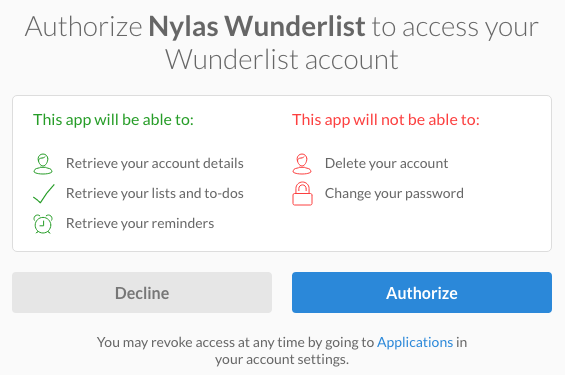 Authorize Nylas Wunderlist to access your
Wunderlist account
This app will be able to:
Retrieve your account details
Retrieve your lists and to-dos
Retrieve your reminders
This app will not be able to:
Delete your account
Change your password
Decline
Authorize
You may revoke access at any time by going to Applications in
your account settings.